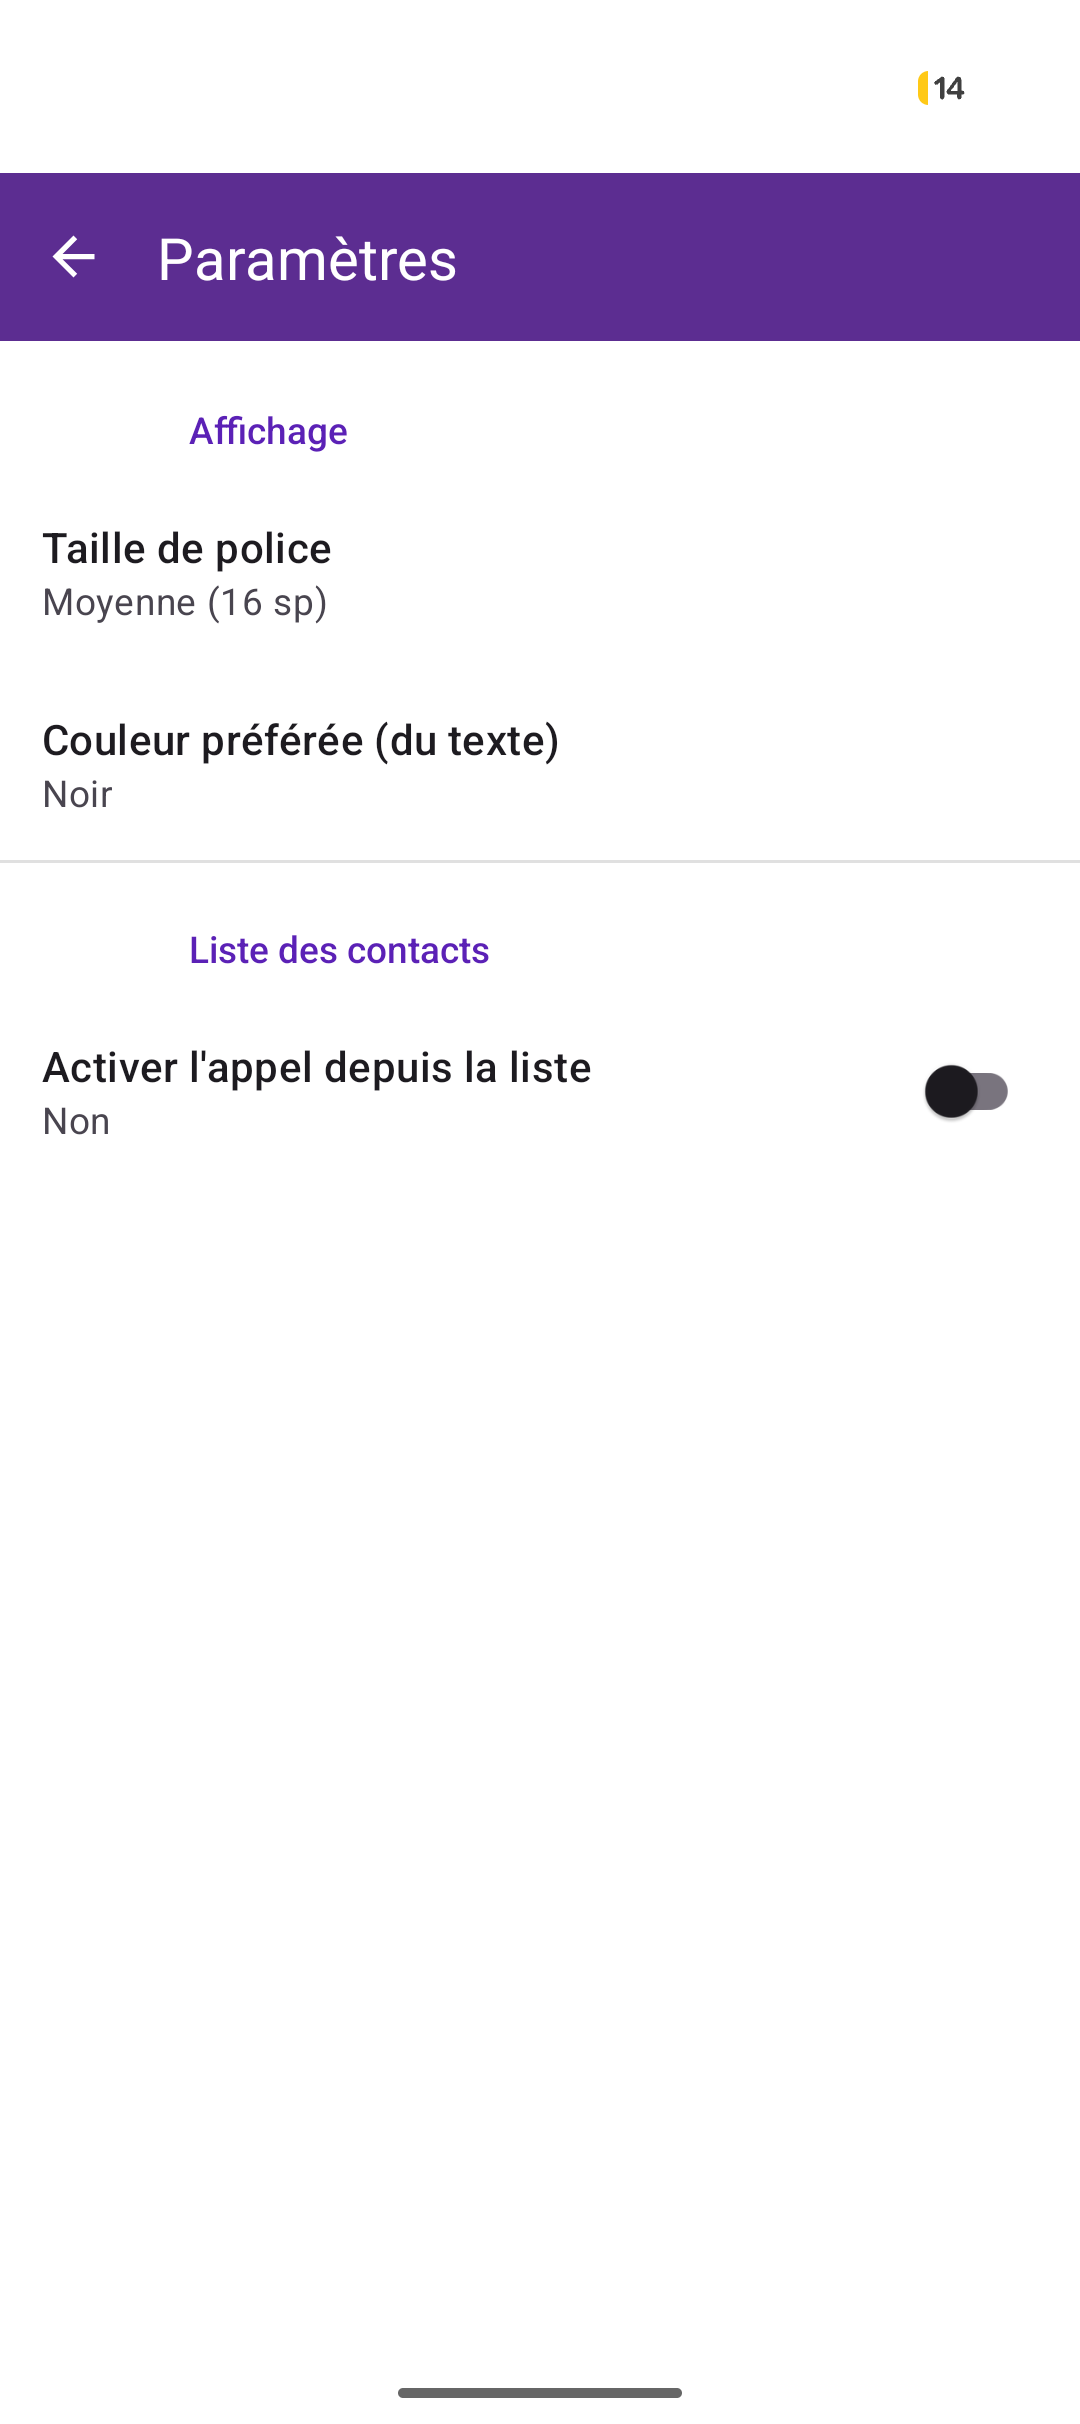 14
Paramètres
Affichage
Taille de police
Moyenne (16 sp)
Couleur préférée (du texte)
Noir
Liste des contacts
Activer l'appel depuis la liste
Non